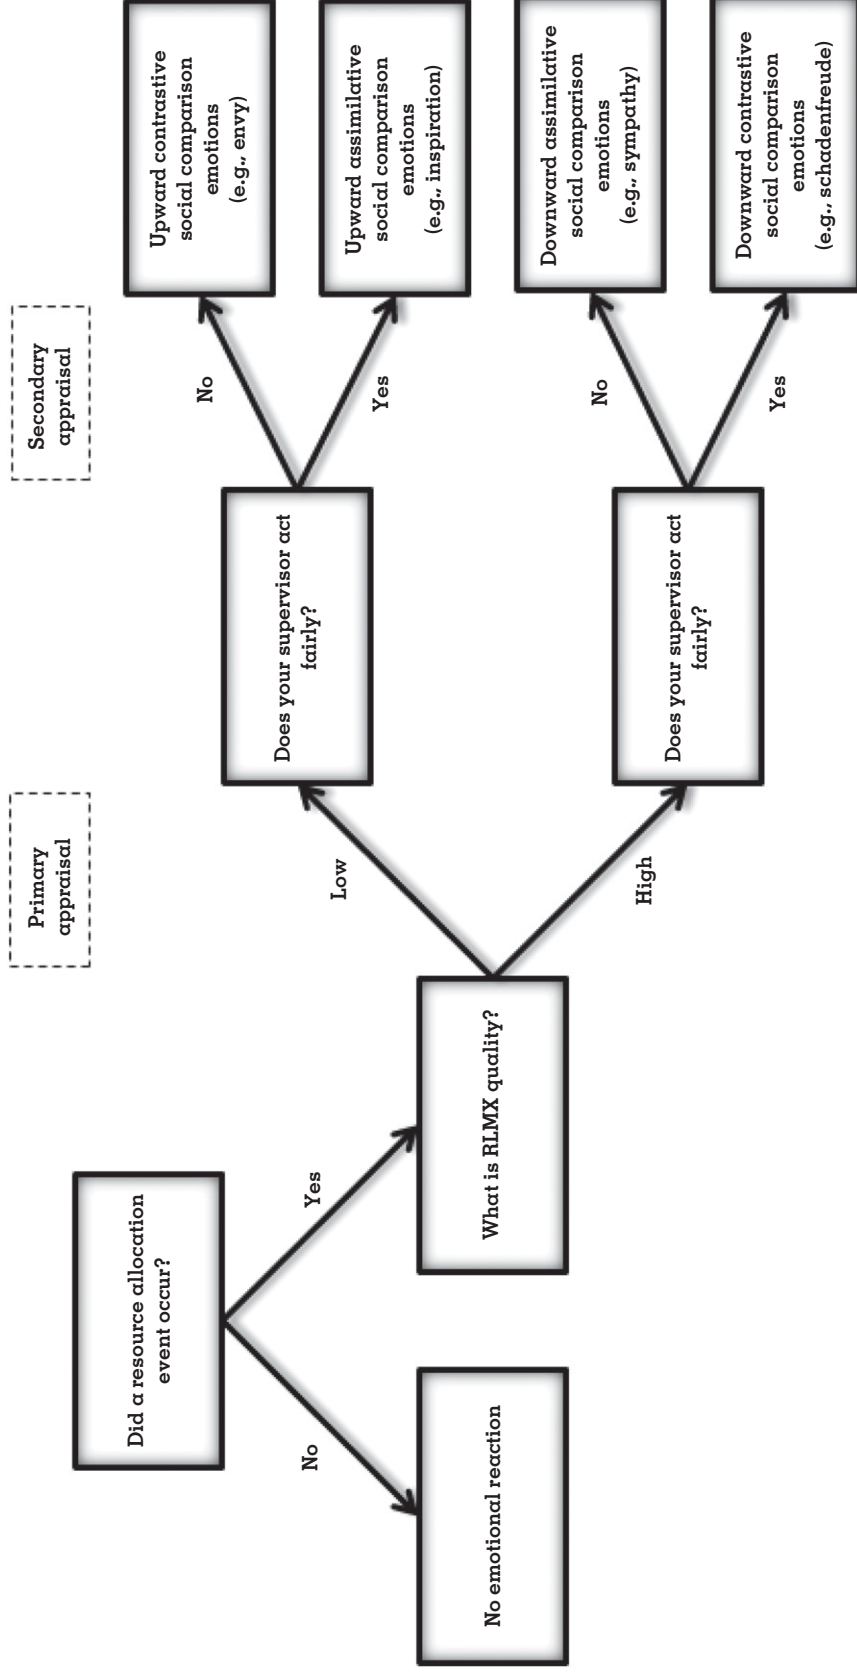 Primary
appraisal
Secondary
appraisal
Did a resource allocation
event occur?
No
Yes
No emotional reaction
What is RLMX quality?
Low
High
Does your supervisor act
fairly?
Does your supervisor act
fairly?
No
Yes
No
Yes
Upward contrastive
social comparison
emotions
(e.g., envy)
Upward assimilative
social comparison
emotions
(e.g., inspiration)
Downward assimilative
social comparison
emotions
(e.g., sympathy)
Downward contrastive
social comparison
emotions
(e.g., schadenfreude)